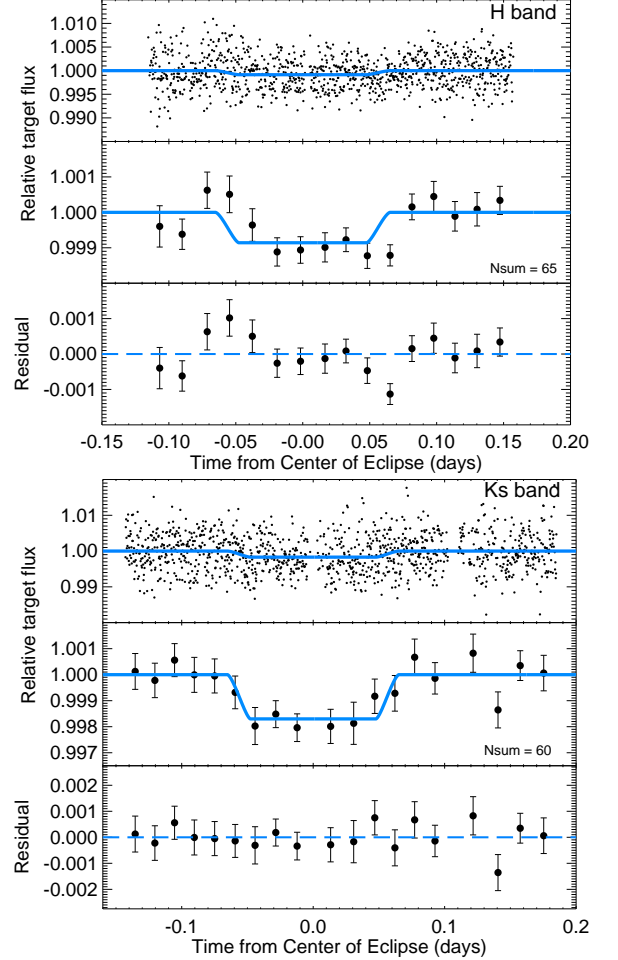 H band
1.010
1.005
1.000
0.995
0.990
Relative target flux
1.001
1.000
0.999
Nsum = 65
0.001
0.000
-0.001
Residual
-0.15 -0.10 -0.05 -0.00 0.05 0.10 0.15 0.20
Time from Center of Eclipse (days)
Ks band
1.01
1.00
0.99
Relative target flux
1.001
1.000
0.999
0.998
0.997
Nsum = 60
0.002
0.001
0.000
-0.001
-0.002
Residual
-0.1 0.0 0.1 0.2
Time from Center of Eclipse (days)